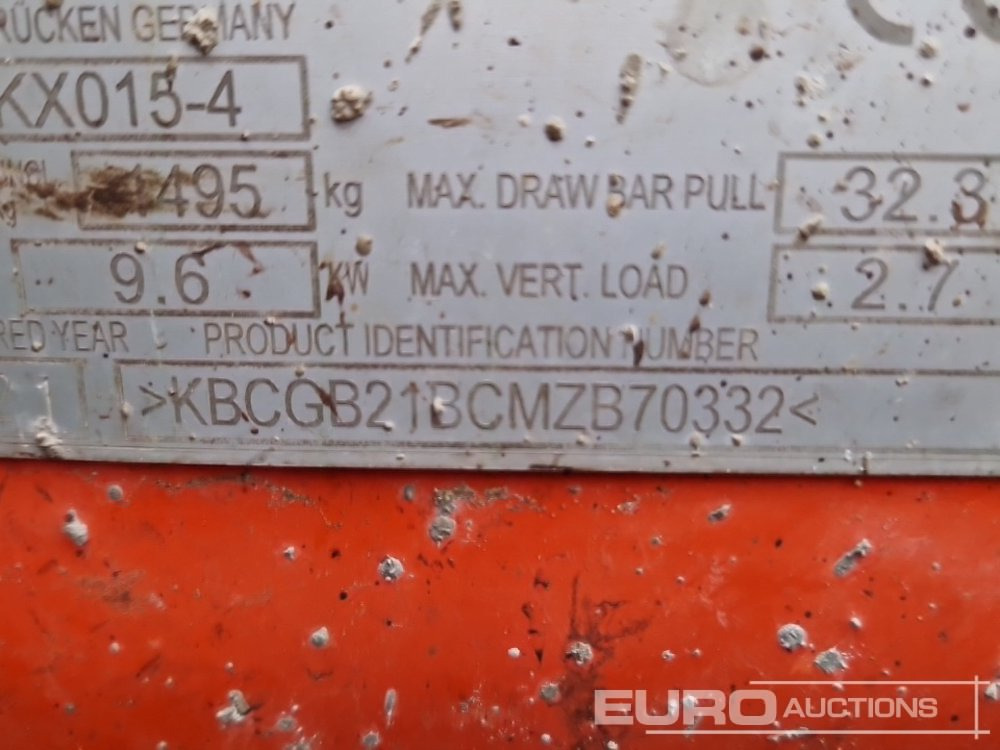 RÜCKEN GERMANY
KX015-4
1495 kg MAX. DRAW BAR PULL 32.3
9.6 KW MAX. VERT. LOAD 2.7
RED YEAR PRODUCT IDENTIFICATION NUMBER
>KBCGB21BCMZB70332<
EURO AUCTIONS